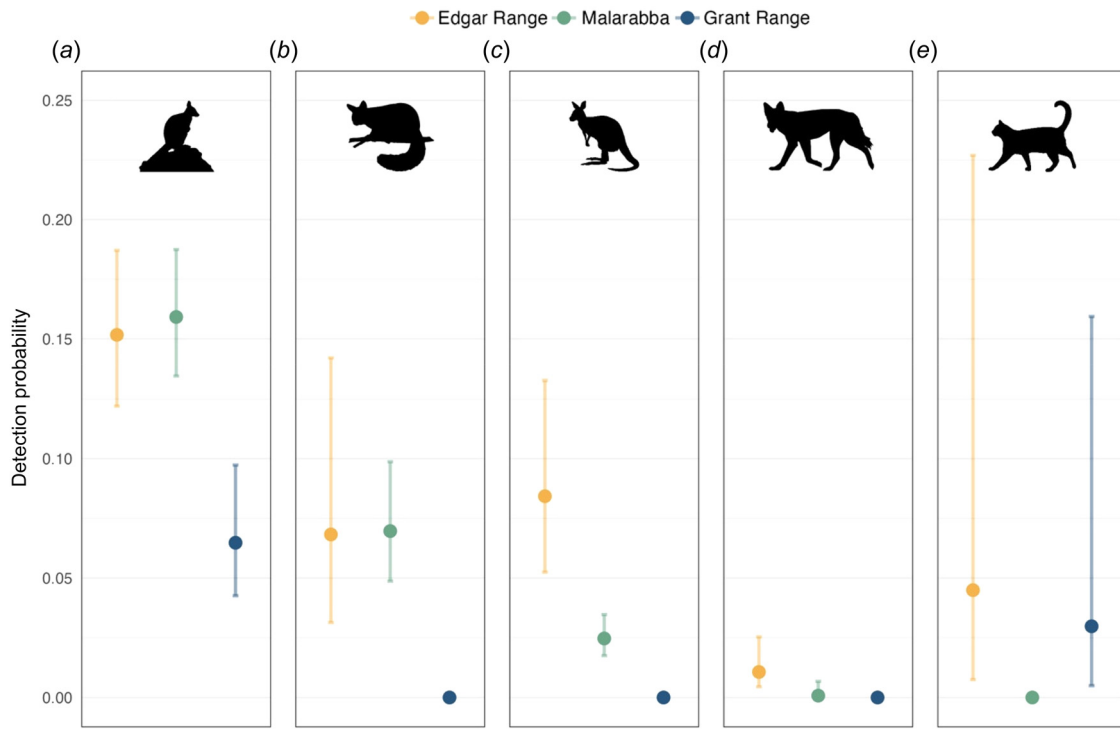 Edgar Range Malarabba Grant Range
(a) (b) (c) (d) (e)
0.25
0.20
0.15
0.10
0.05
0.00
Detection probability